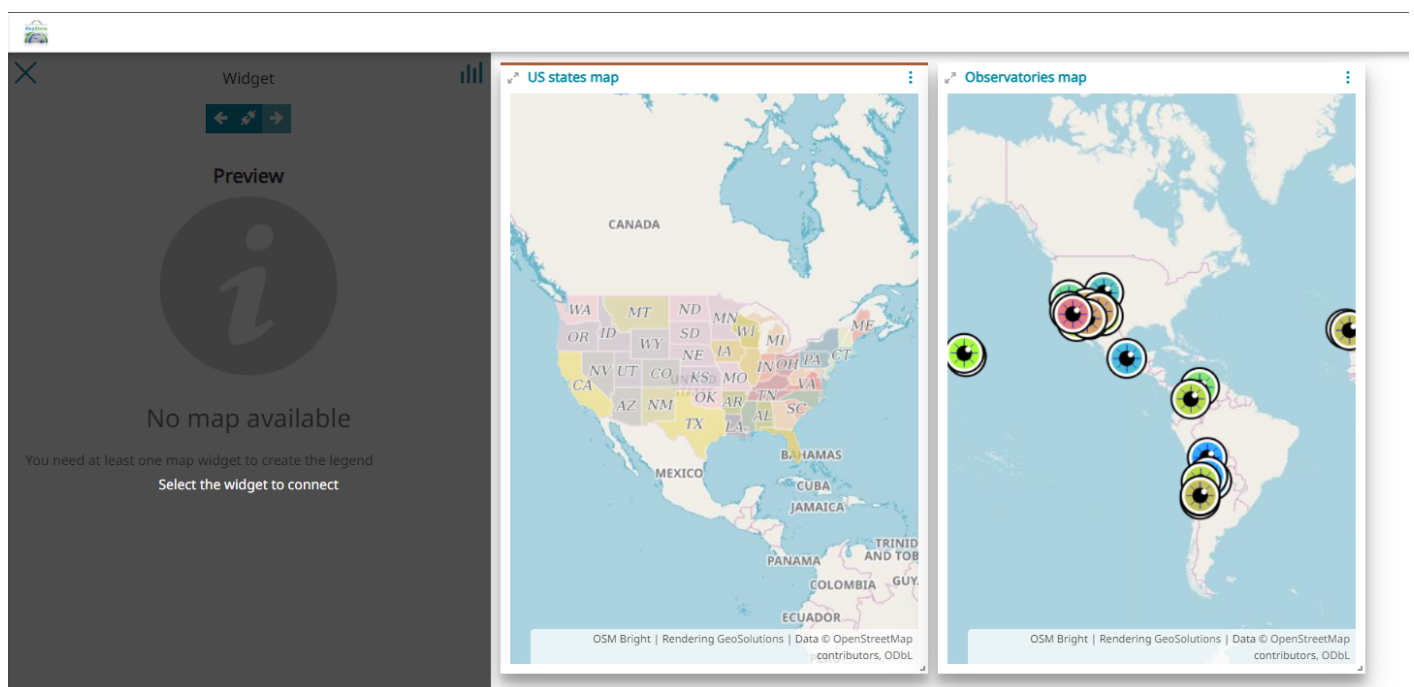 Widget
Preview
No map available
You need at least one map widget to create the legend
Select the widget to connect
US states map
CANADA
WA MT ND MN
OR ID WY SD WI MI ME
NE IA
NV UT CO KS MO IN OH PA CT
CA UNITED STATES VA
AZ NM OK AR TN SC
TX LA AL
BAHAMAS
MEXICO
CUBA
JAMAICA
TRINID
AND TOB
PANAMA
COLOMBIA GUY
ECUADOR
OSM Bright | Rendering GeoSolutions | Data © OpenStreetMap
contributors, ODbL
Observatories map
OSM Bright | Rendering GeoSolutions | Data © OpenStreetMap
contributors, ODbL